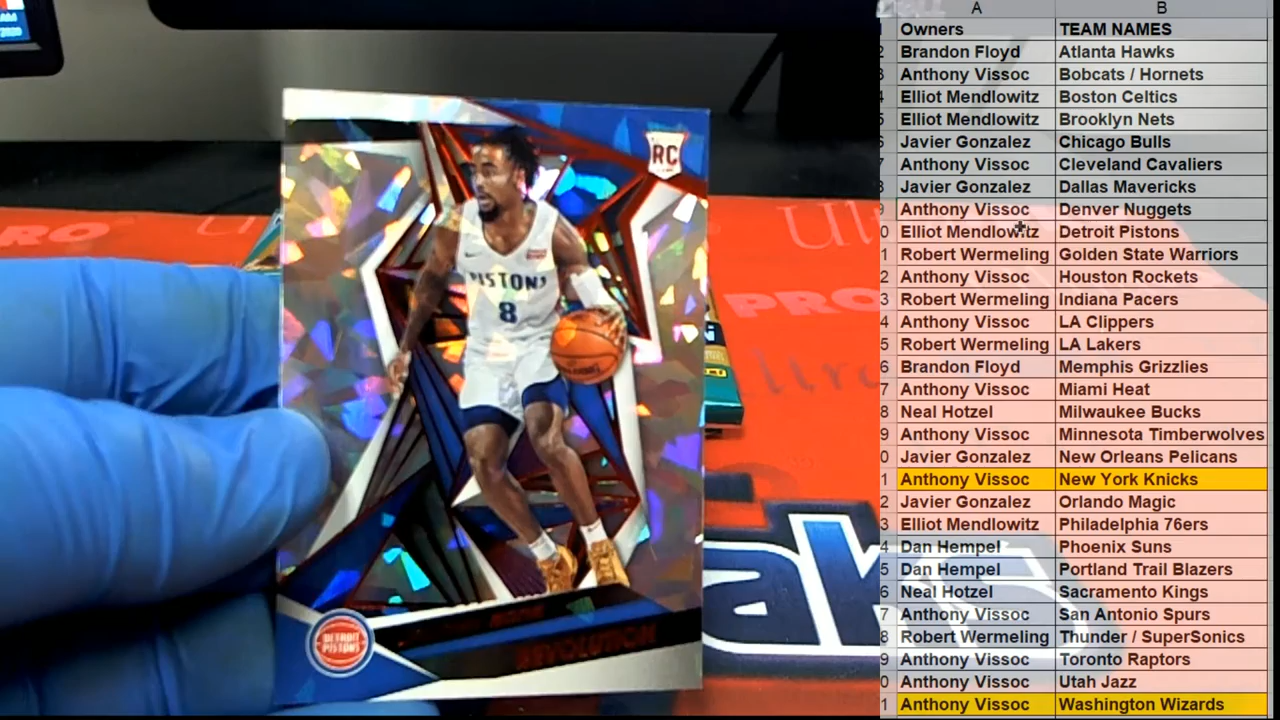 AM
2020
RC
PISTONS
8
DETROIT
PISTONS
REVOLUTION
PRO
Ul
PRO
Owners TEAM NAMES
Brandon Floyd Atlanta Hawks
Anthony Vissoc Bobcats / Hornets
Elliot Mendlowitz Boston Celtics
Elliot Mendlowitz Brooklyn Nets
Javier Gonzalez Chicago Bulls
Anthony Vissoc Cleveland Cavaliers
Javier Gonzalez Dallas Mavericks
Anthony Vissoc Denver Nuggets
Elliot Mendlowitz Detroit Pistons
Robert Wermeling Golden State Warriors
Anthony Vissoc Houston Rockets
Robert Wermeling Indiana Pacers
Anthony Vissoc LA Clippers
Robert Wermeling LA Lakers
Brandon Floyd Memphis Grizzlies
Anthony Vissoc Miami Heat
Neal Hotzel Milwaukee Bucks
Anthony Vissoc Minnesota Timberwolves
Javier Gonzalez New Orleans Pelicans
Anthony Vissoc New York Knicks
Javier Gonzalez Orlando Magic
Elliot Mendlowitz Philadelphia 76ers
Dan Hempel Phoenix Suns
Dan Hempel Portland Trail Blazers
Neal Hotzel Sacramento Kings
Anthony Vissoc San Antonio Spurs
Robert Wermeling Thunder / SuperSonics
Anthony Vissoc Toronto Raptors
Anthony Vissoc Utah Jazz
Anthony Vissoc Washington Wizards
A B